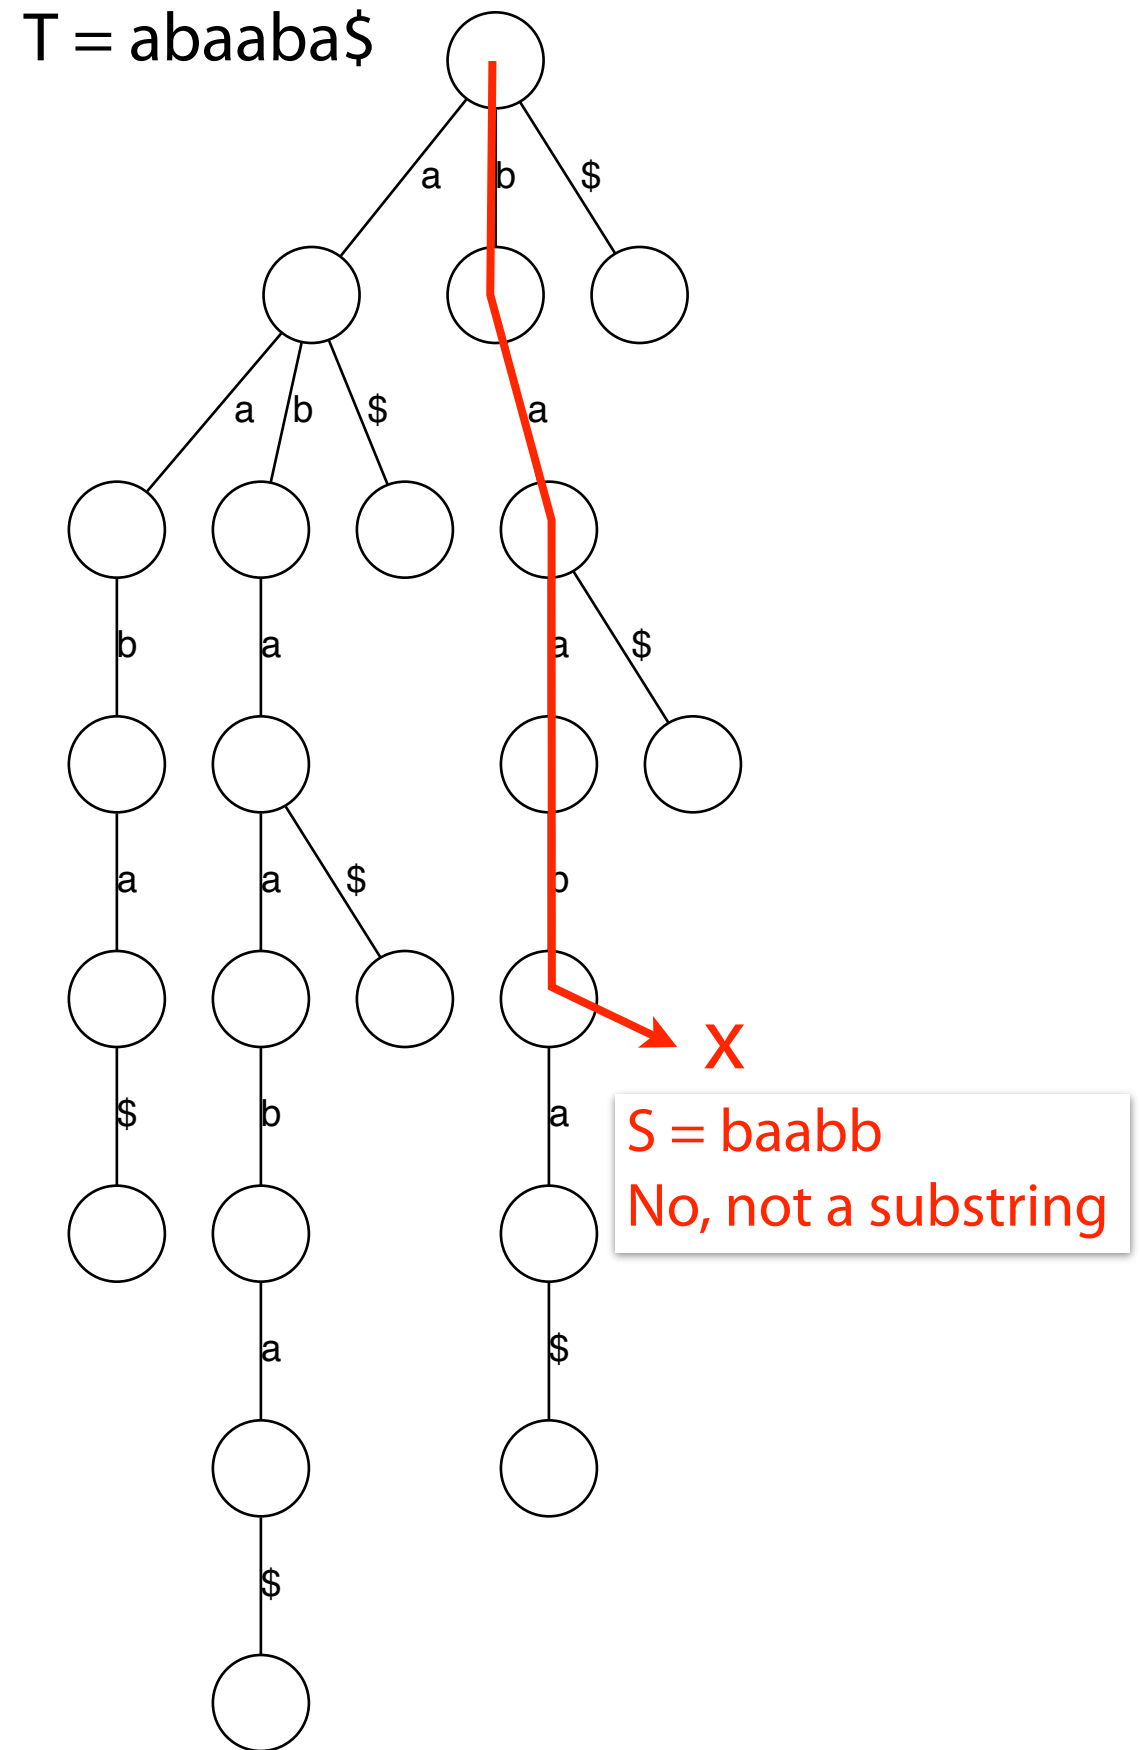 T = abaaba$
a b $
a b $ a
b a a $
a a $ b
$ b a
a $
$
X
S = baabb
No, not a substring